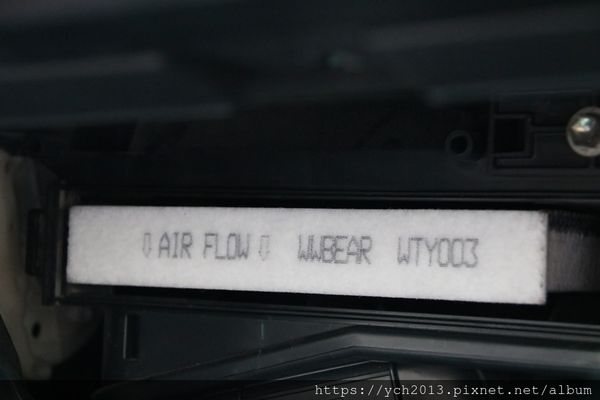 ⇩ AIR FLOW ⇩ WWBEAR WTY003
https://ych2013.pixnet.net/album